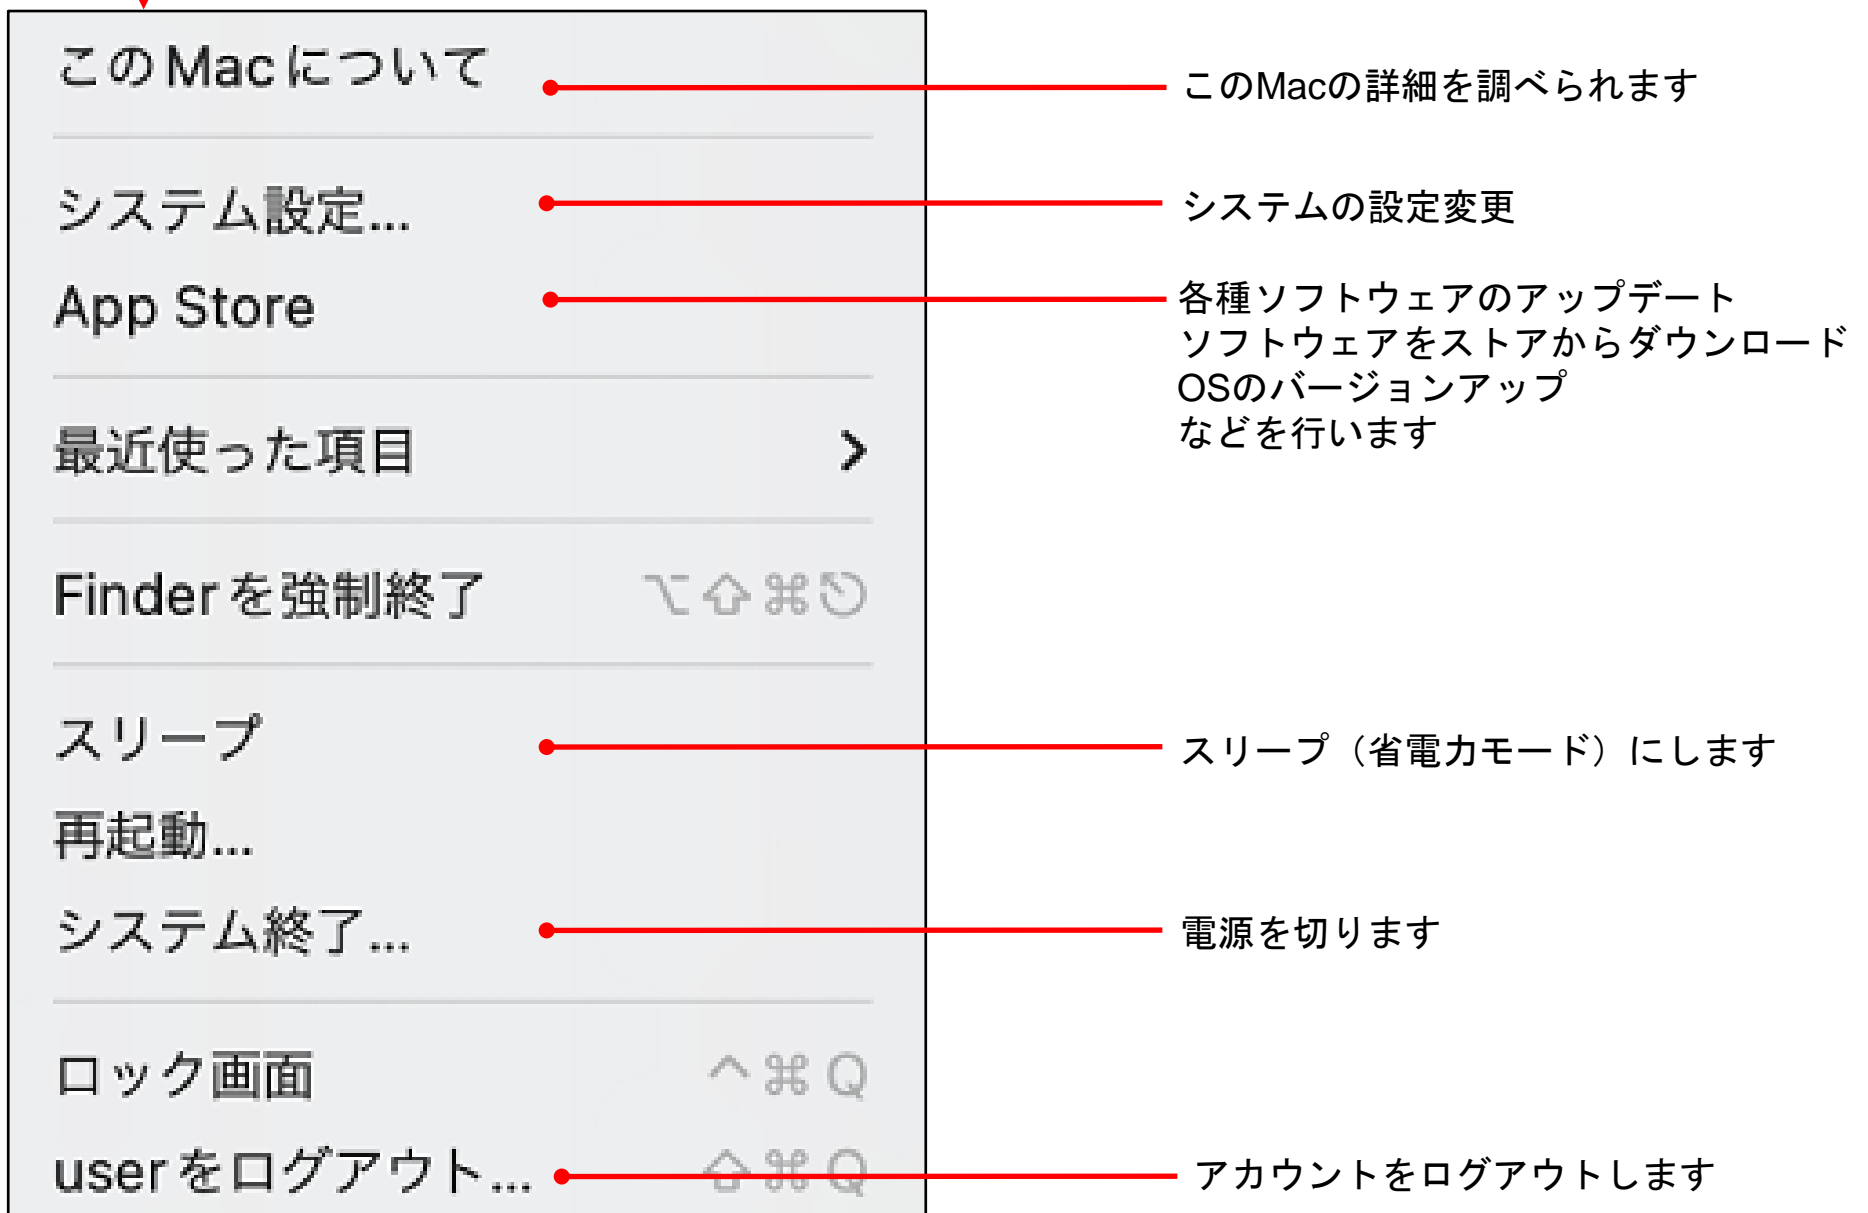 このMacについて
このMacの詳細を調べられます
システム設定...
システムの設定変更
App Store
各種ソフトウェアのアップデート
ソフトウェアをストアからダウンロード
OSのバージョンアップ
などを行います
最近使った項目
Finderを強制終了 ⌥⇧⌘⎋
スリープ
スリープ（省電力モード）にします
再起動...
システム終了...
電源を切ります
ロック画面 ^⌘Q
userをログアウト... ⇧⌘Q
アカウントをログアウトします